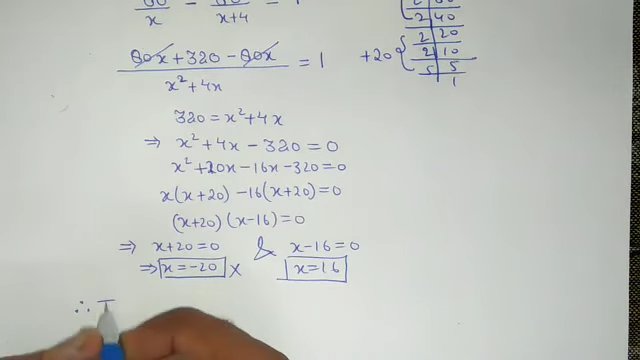 x - x+4
80x + 320 - 80x = 1
x² + 4x
320 = x² + 4x
⇒ x² + 4x - 320 = 0
x² + 20x - 16x - 320 = 0
x(x+20) -16(x+20) = 0
(x+20) (x-16) = 0
⇒ x+20 = 0 & x-16 = 0
⇒ x = -20 x x = 16
∴ T
2 40
2 20
+20 2 10
5 5
1